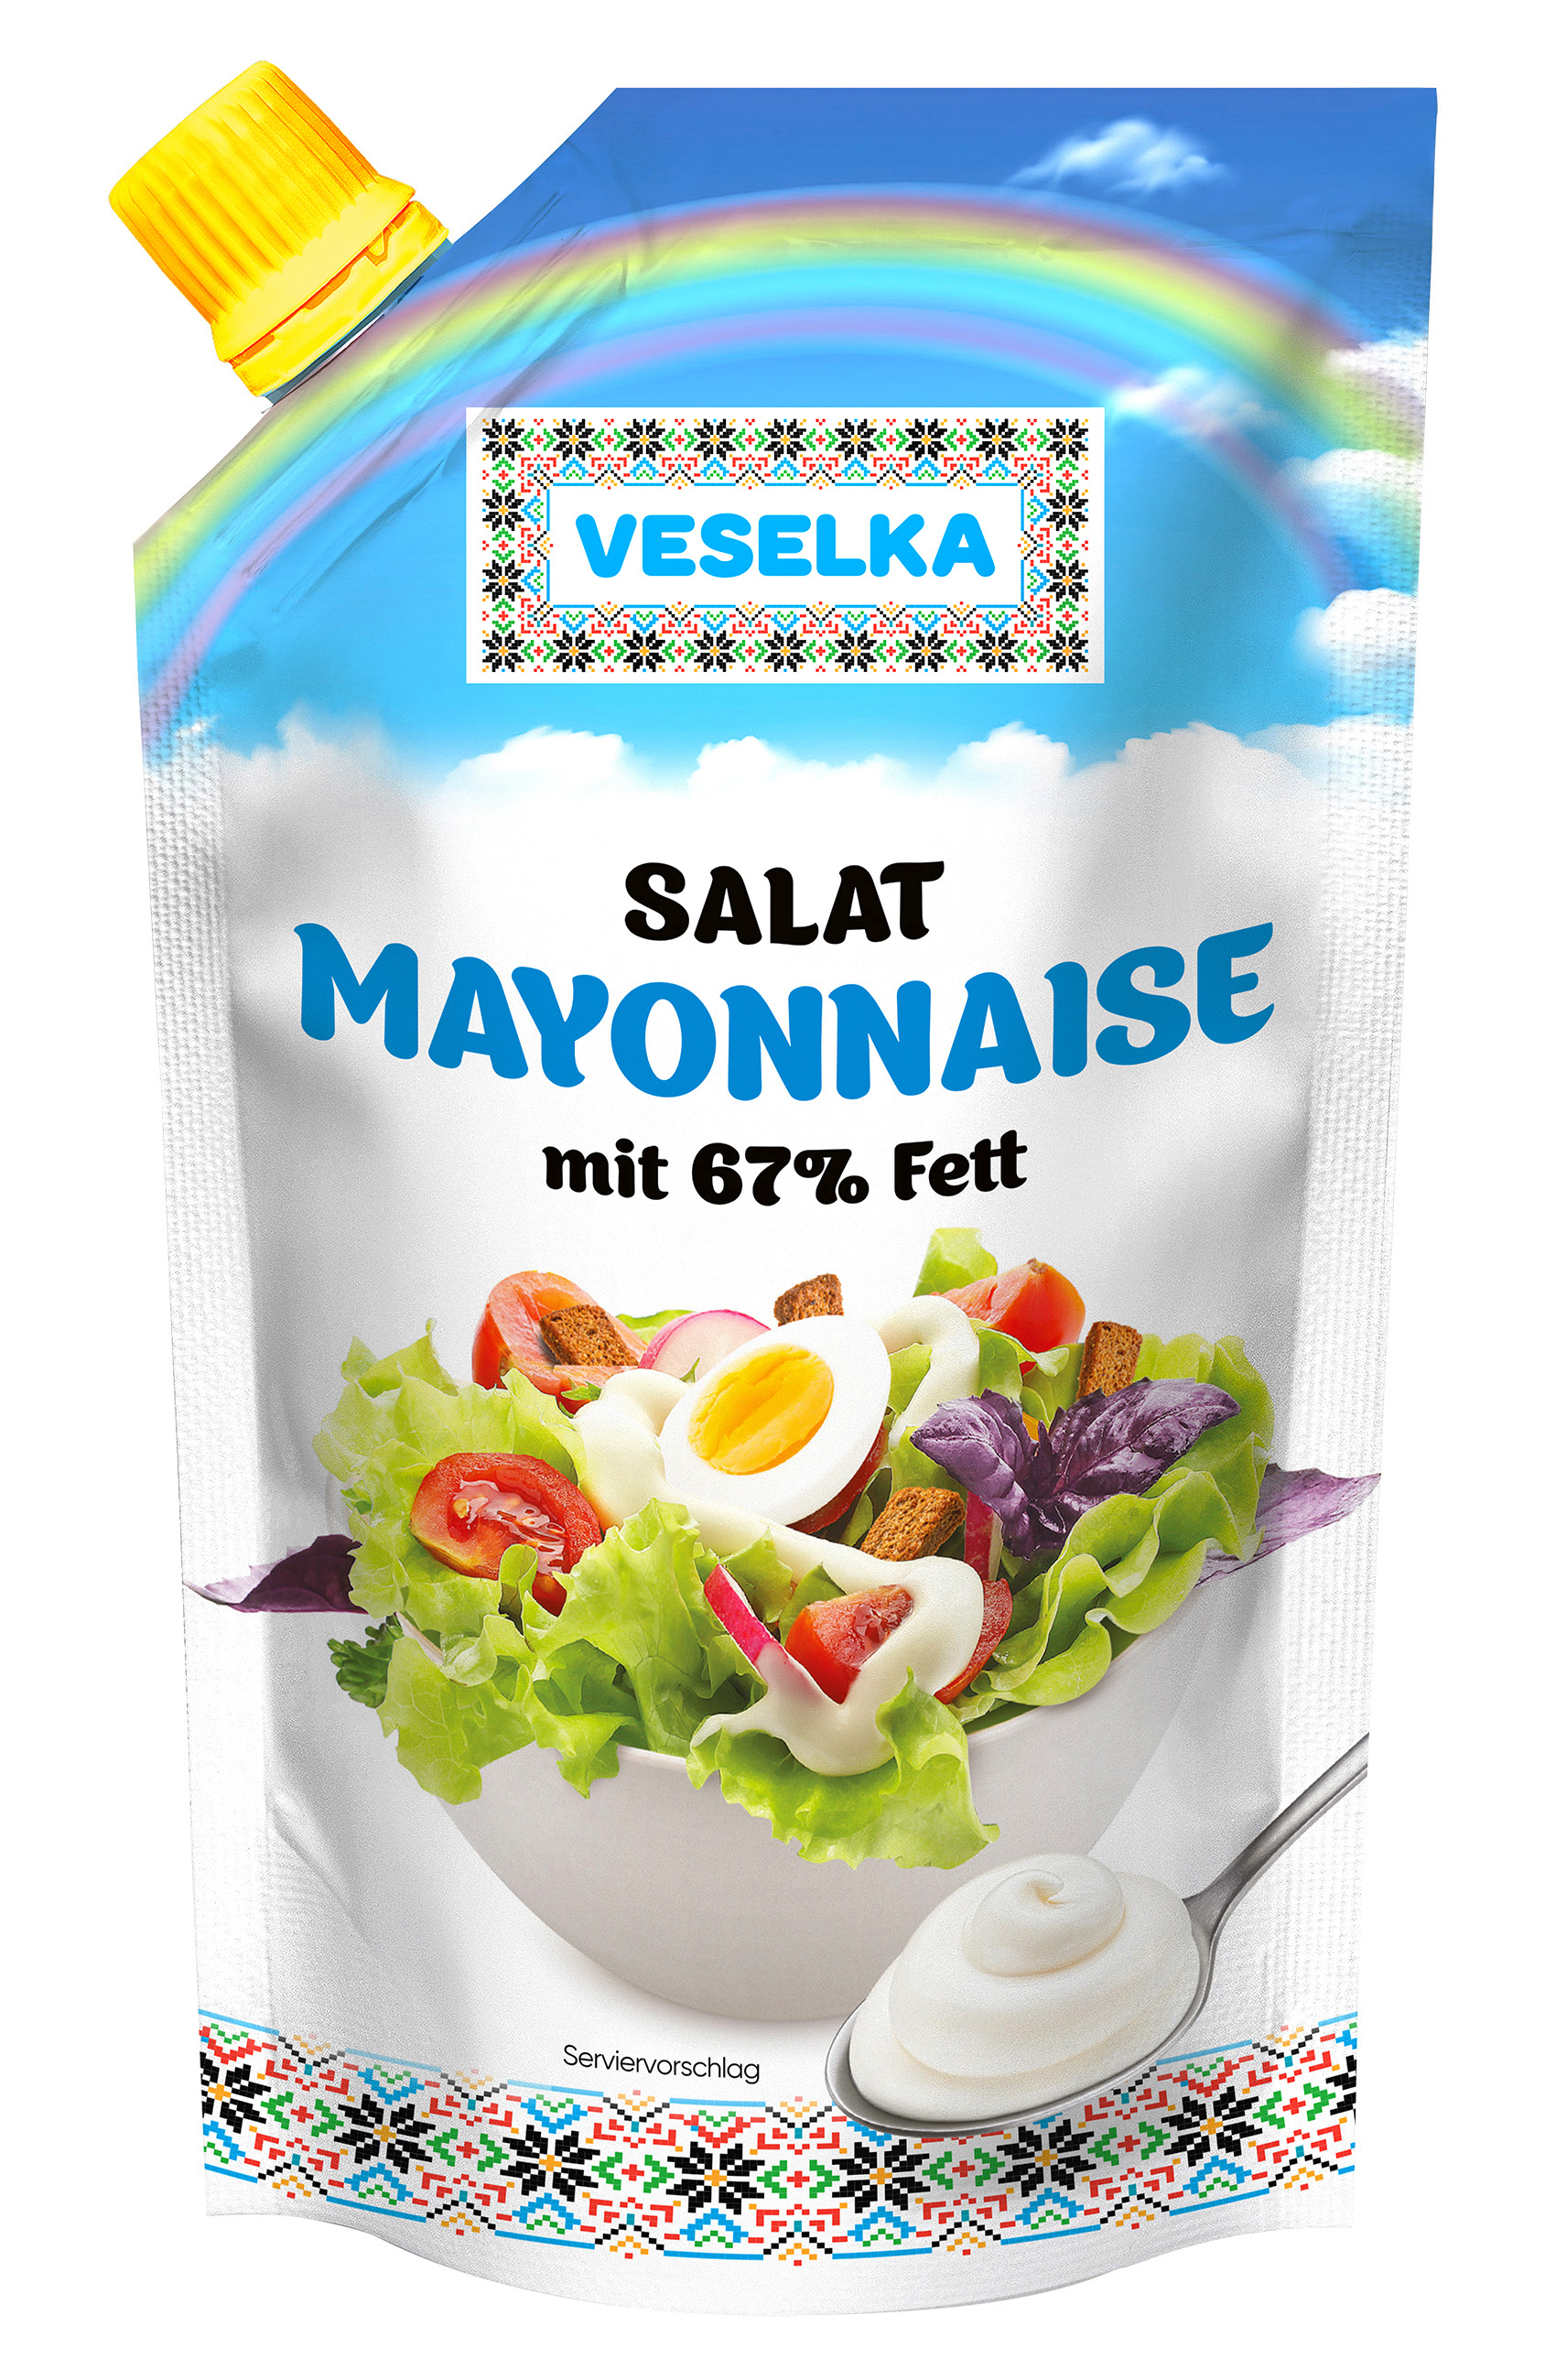 VESELKA
SALAT
MAYONNAISE
mit 67% Fett
Serviervorschlag